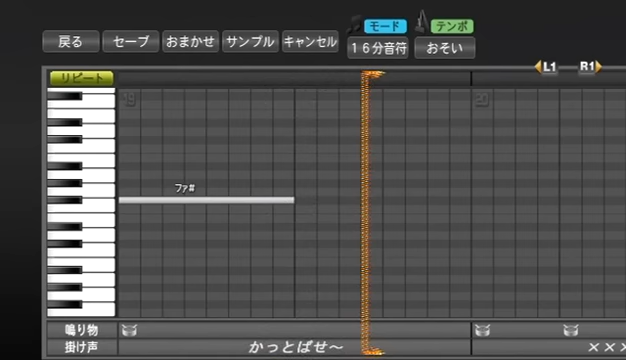 モード テンポ
戻る セーブ おまかせ サンプル キャンセル 16分音符 おそい
L1 R1
リピート
19 20
ファ#
鳴り物
掛け声 かっとばせ～ ×××